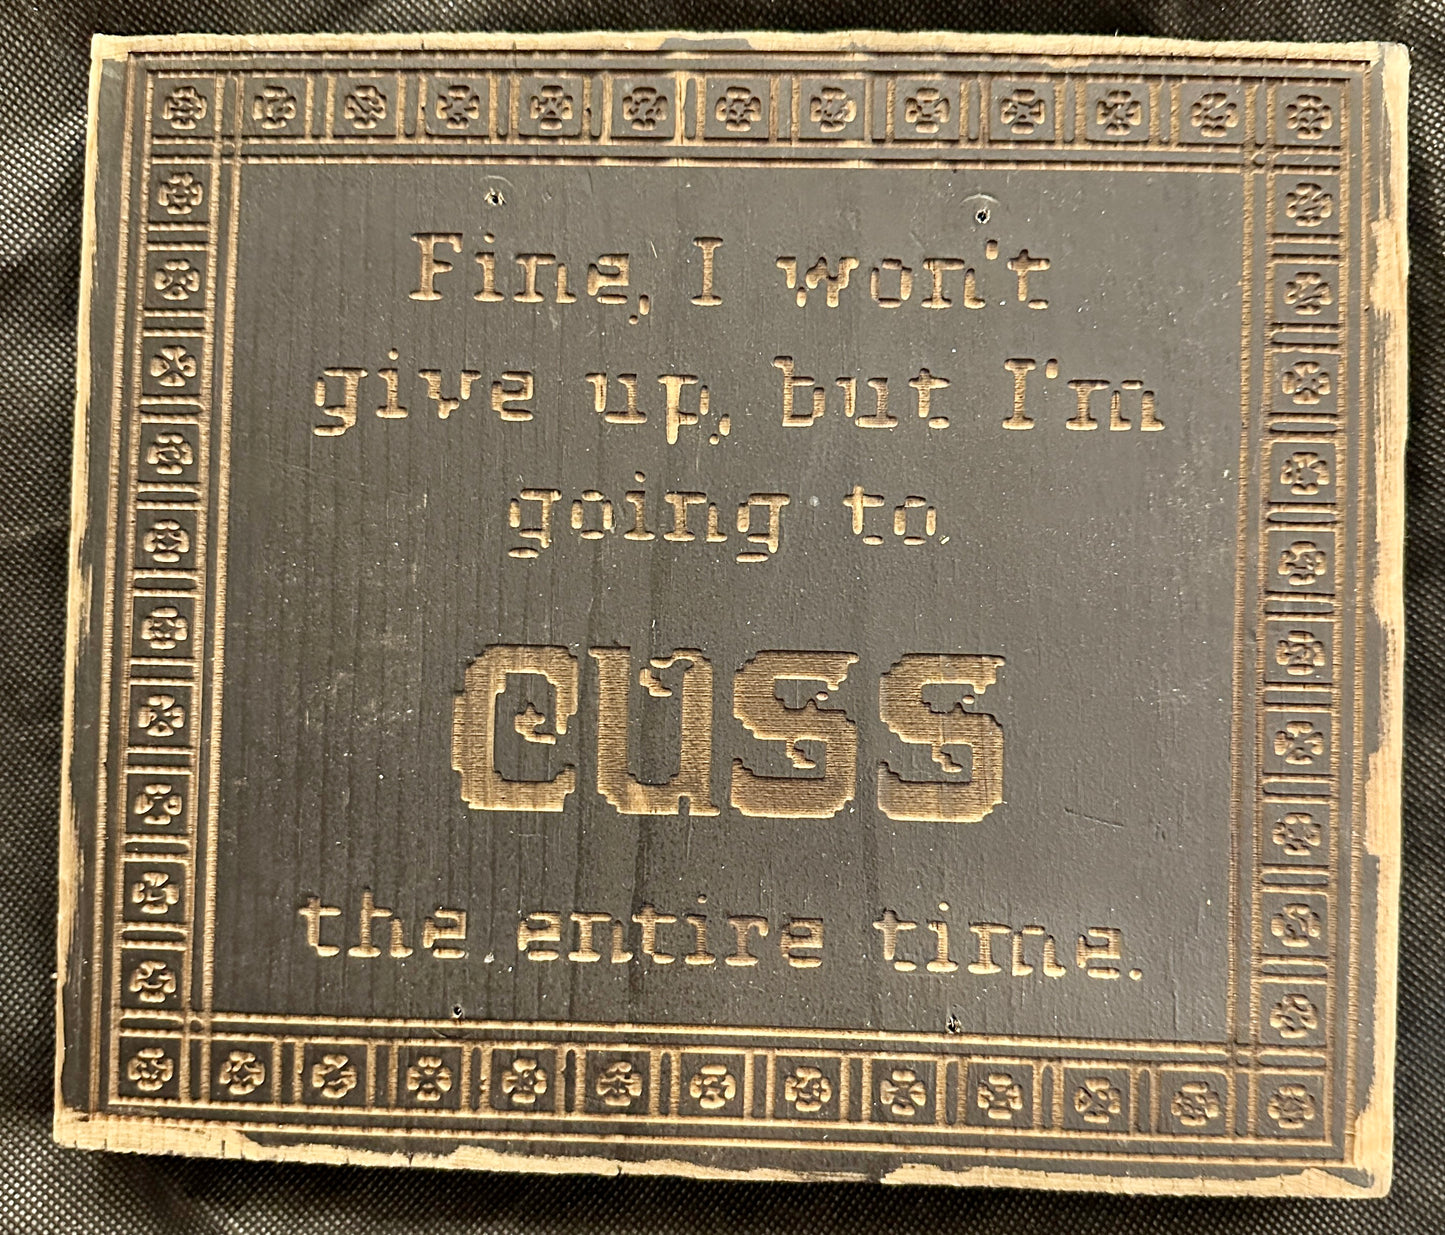 Fine, I won't
give up, but I'm
going to
cuss
the entire time.